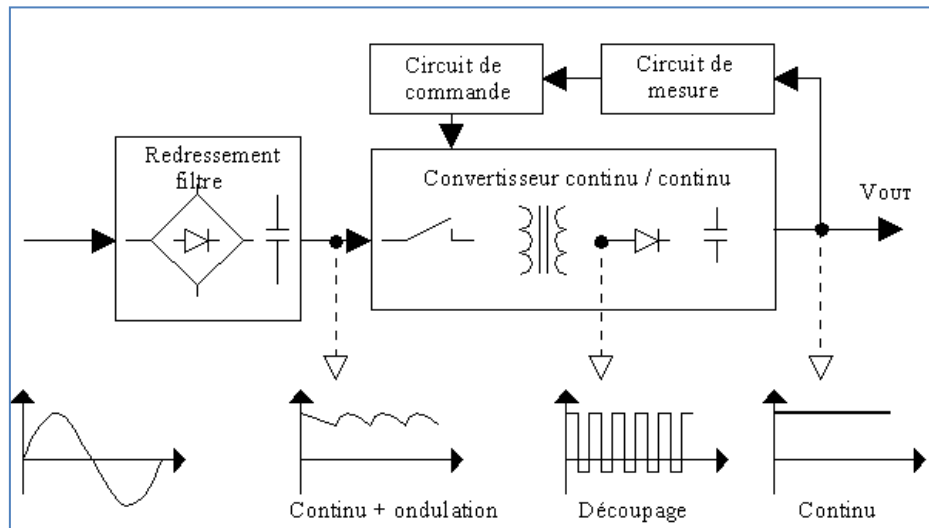 Circuit de
commande
Circuit de
mesure
Redressement
filtre
Convertisseur continu / continu
VOUT
Continu + ondulation
Découpage
Continu